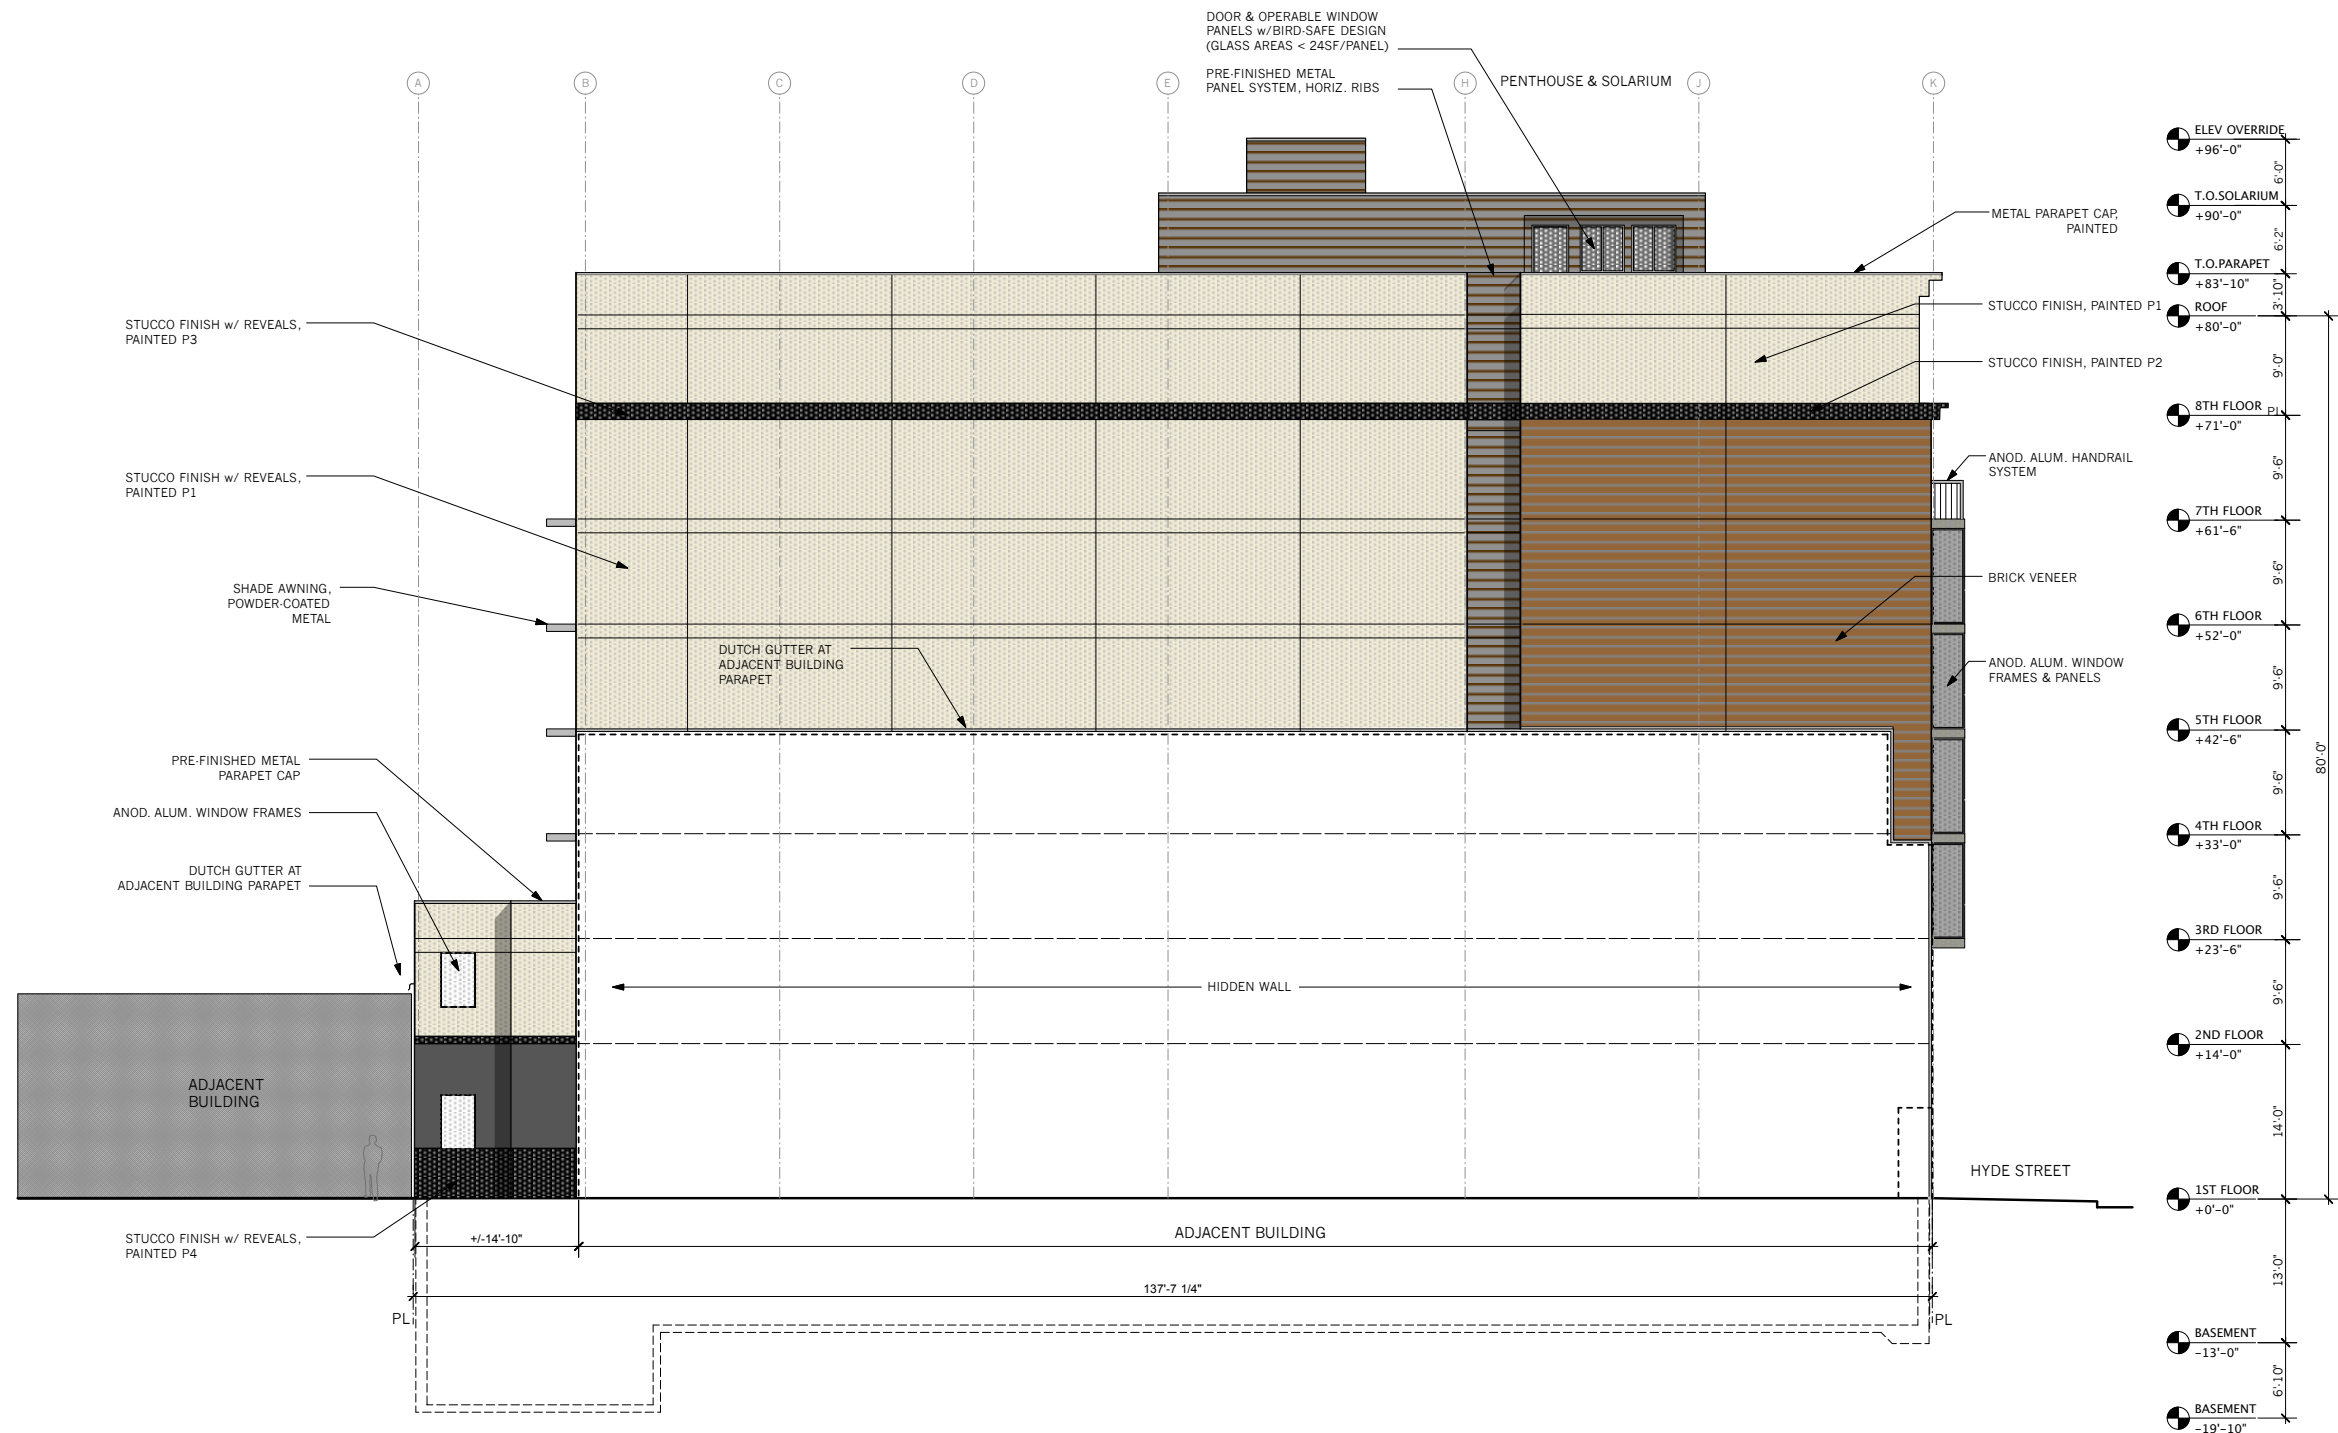 DOOR & OPERABLE WINDOW
PANELS w/BIRD-SAFE DESIGN
(GLASS AREAS < 24SF/PANEL)
PRE-FINISHED METAL
PANEL SYSTEM, HORIZ. RIBS
PENTHOUSE & SOLARIUM
A
B
C
D
E
H
J
K
ELEV OVERRIDE
+96'-0"
6'-0"
T.O.SOLARIUM
+90'-0"
6'-2"
T.O.PARAPET
+83'-10"
3'-10"
ROOF
+80'-0"
9'-0"
8TH FLOOR
PL
+71'-0"
9'-6"
7TH FLOOR
+61'-6"
9'-6"
6TH FLOOR
+52'-0"
9'-6"
5TH FLOOR
+42'-6"
9'-6"
4TH FLOOR
+33'-0"
9'-6"
3RD FLOOR
+23'-6"
9'-6"
2ND FLOOR
+14'-0"
14'-0"
1ST FLOOR
+0'-0"
13'-0"
BASEMENT
-13'-0"
6'-10"
BASEMENT
-19'-10"
80'-0"
METAL PARAPET CAP,
PAINTED
STUCCO FINISH, PAINTED P1
STUCCO FINISH, PAINTED P2
ANOD. ALUM. HANDRAIL
SYSTEM
BRICK VENEER
ANOD. ALUM. WINDOW
FRAMES & PANELS
STUCCO FINISH w/ REVEALS,
PAINTED P3
STUCCO FINISH w/ REVEALS,
PAINTED P1
SHADE AWNING,
POWDER-COATED
METAL
DUTCH GUTTER AT
ADJACENT BUILDING
PARAPET
PRE-FINISHED METAL
PARAPET CAP
ANOD. ALUM. WINDOW FRAMES
DUTCH GUTTER AT
ADJACENT BUILDING PARAPET
HIDDEN WALL
ADJACENT
BUILDING
HYDE STREET
STUCCO FINISH w/ REVEALS,
PAINTED P4
+/-14'-10"
ADJACENT BUILDING
137'-7 1/4"
PL
PL